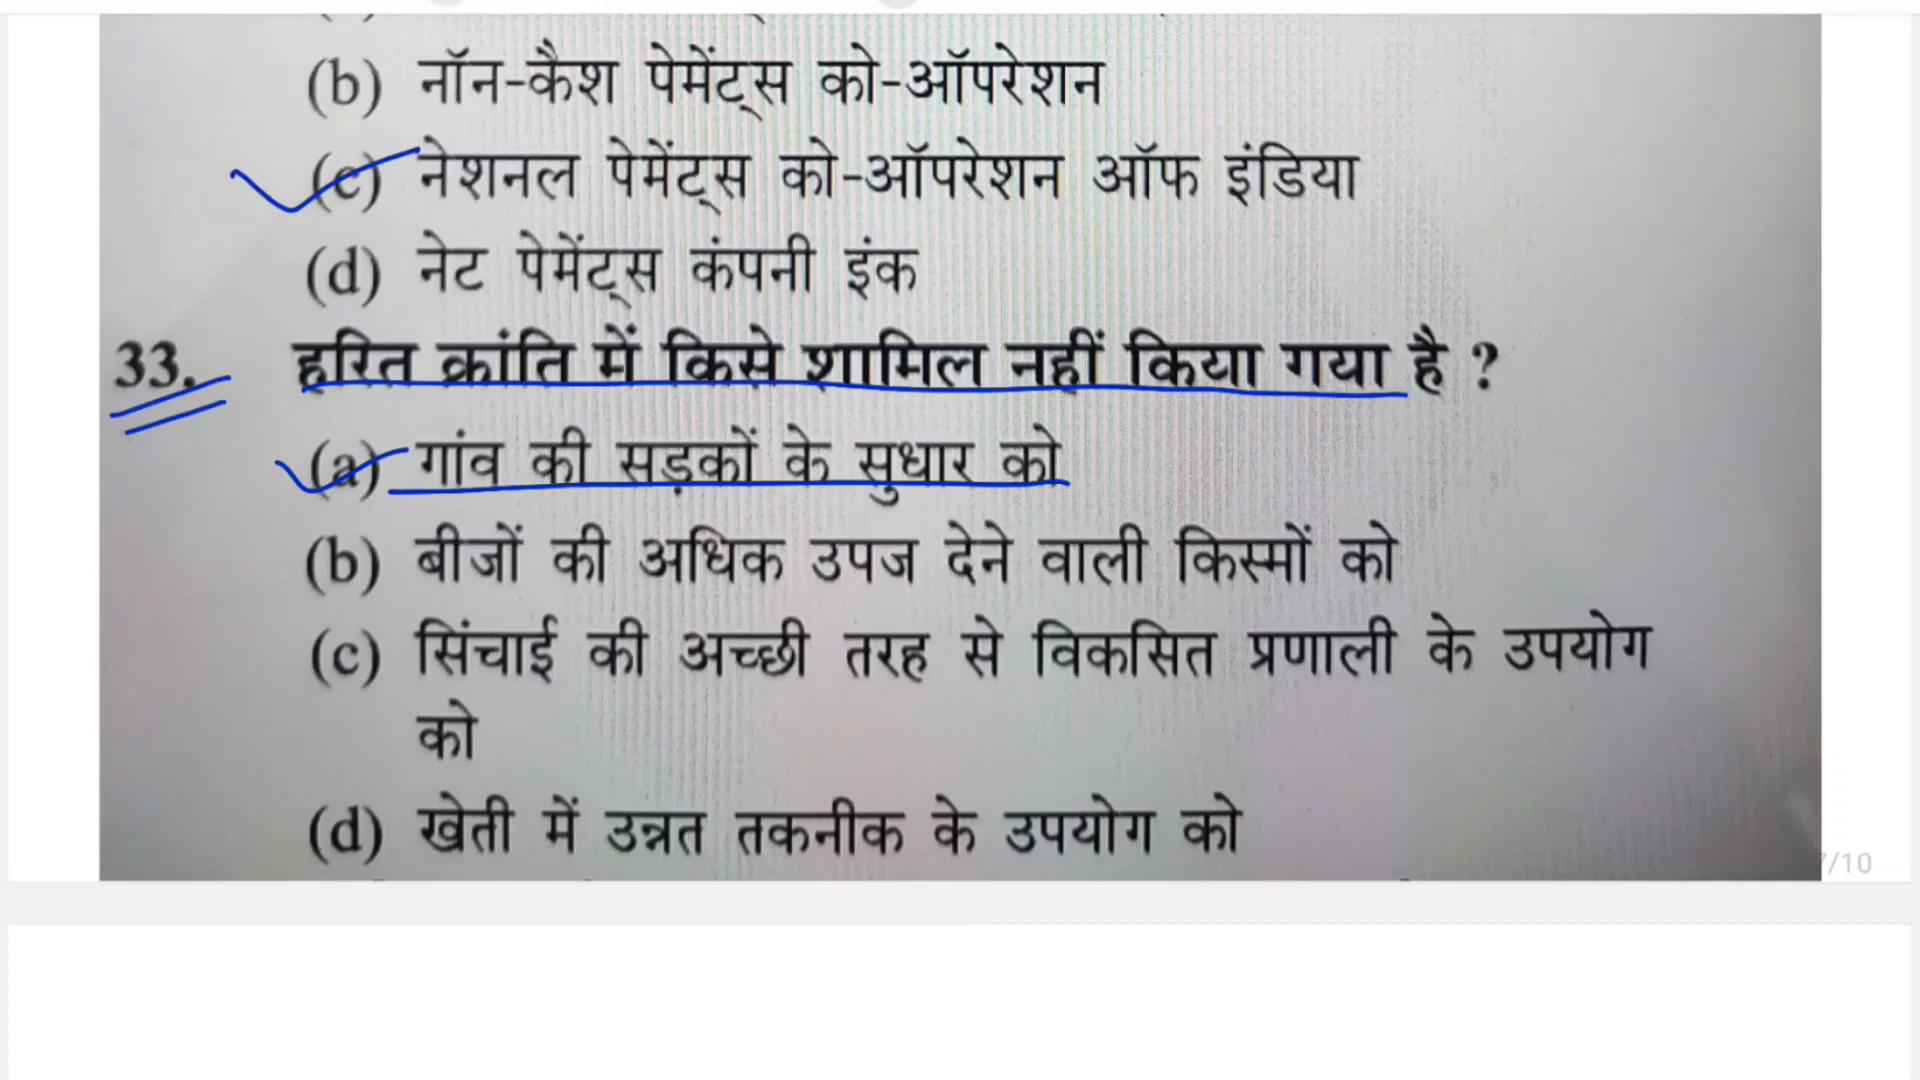 (b) नॉन-कैश पेमेंट्स को-ऑपरेशन
(c) नेशनल पेमेंट्स को-ऑपरेशन ऑफ इंडिया
(d) नेट पेमेंट्स कंपनी इंक
33. हरित क्रांति में किसे शामिल नहीं किया गया है ?
(a) गांव की सड़कों के सुधार को
(b) बीजों की अधिक उपज देने वाली किस्मों को
(c) सिंचाई की अच्छी तरह से विकसित प्रणाली के उपयोग
को
(d) खेती में उन्नत तकनीक के उपयोग को
/10